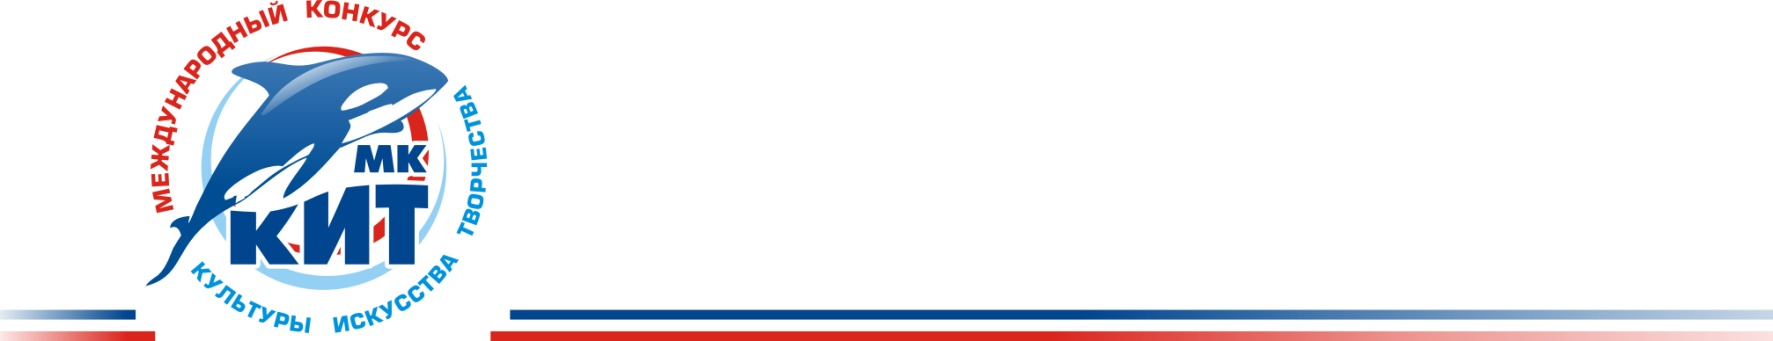 МЕЖДУНАРОДНЫЙ КОНКУРС
МК
КИТ
КУЛЬТУРЫ ИСКУССТВА ТВОРЧЕСТВА